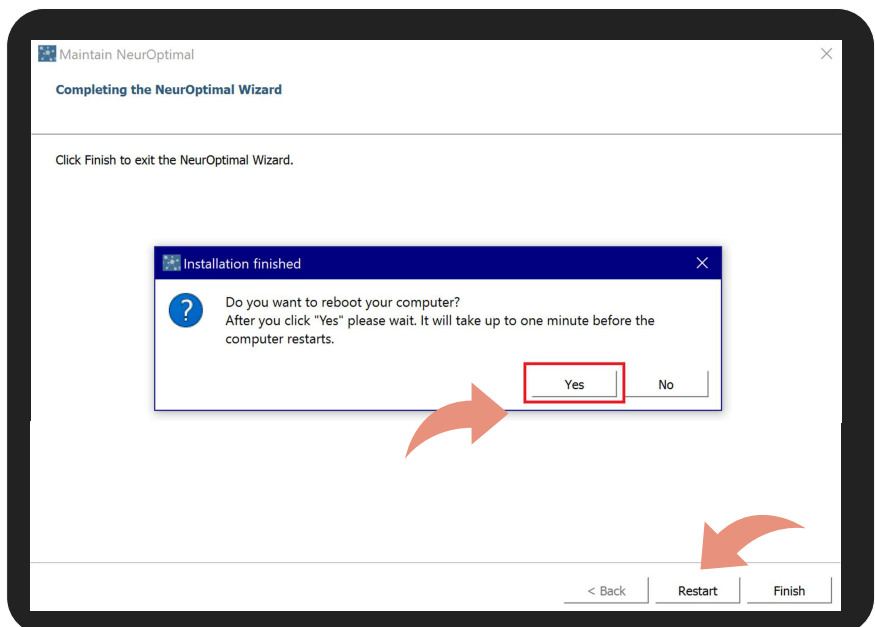 Maintain NeurOptimal
Completing the NeurOptimal Wizard
Click Finish to exit the NeurOptimal Wizard.
Installation finished
Do you want to reboot your computer?
After you click "Yes" please wait. It will take up to one minute before the
computer restarts.
Yes No
< Back Restart Finish